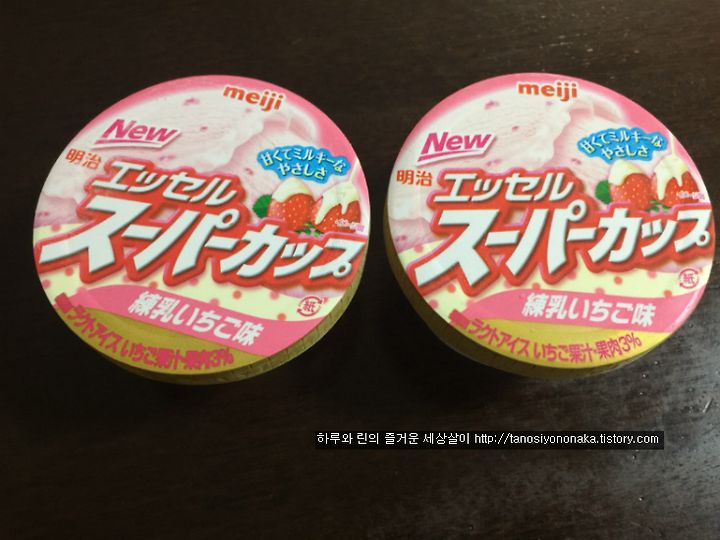 meiji
New
甘くてミルキーな
やさしさ
明治
エッセル
スーパーカップ
紙
練乳いちご味
ラクトアイス いちご果汁・果肉3%
meiji
New
甘くてミルキーな
やさしさ
明治
エッセル
スーパーカップ
紙
練乳いちご味
ラクトアイス いちご果汁・果肉3%
하루와 린의 즐거운 세상살이 http://tanosiyononaka.tistory.com